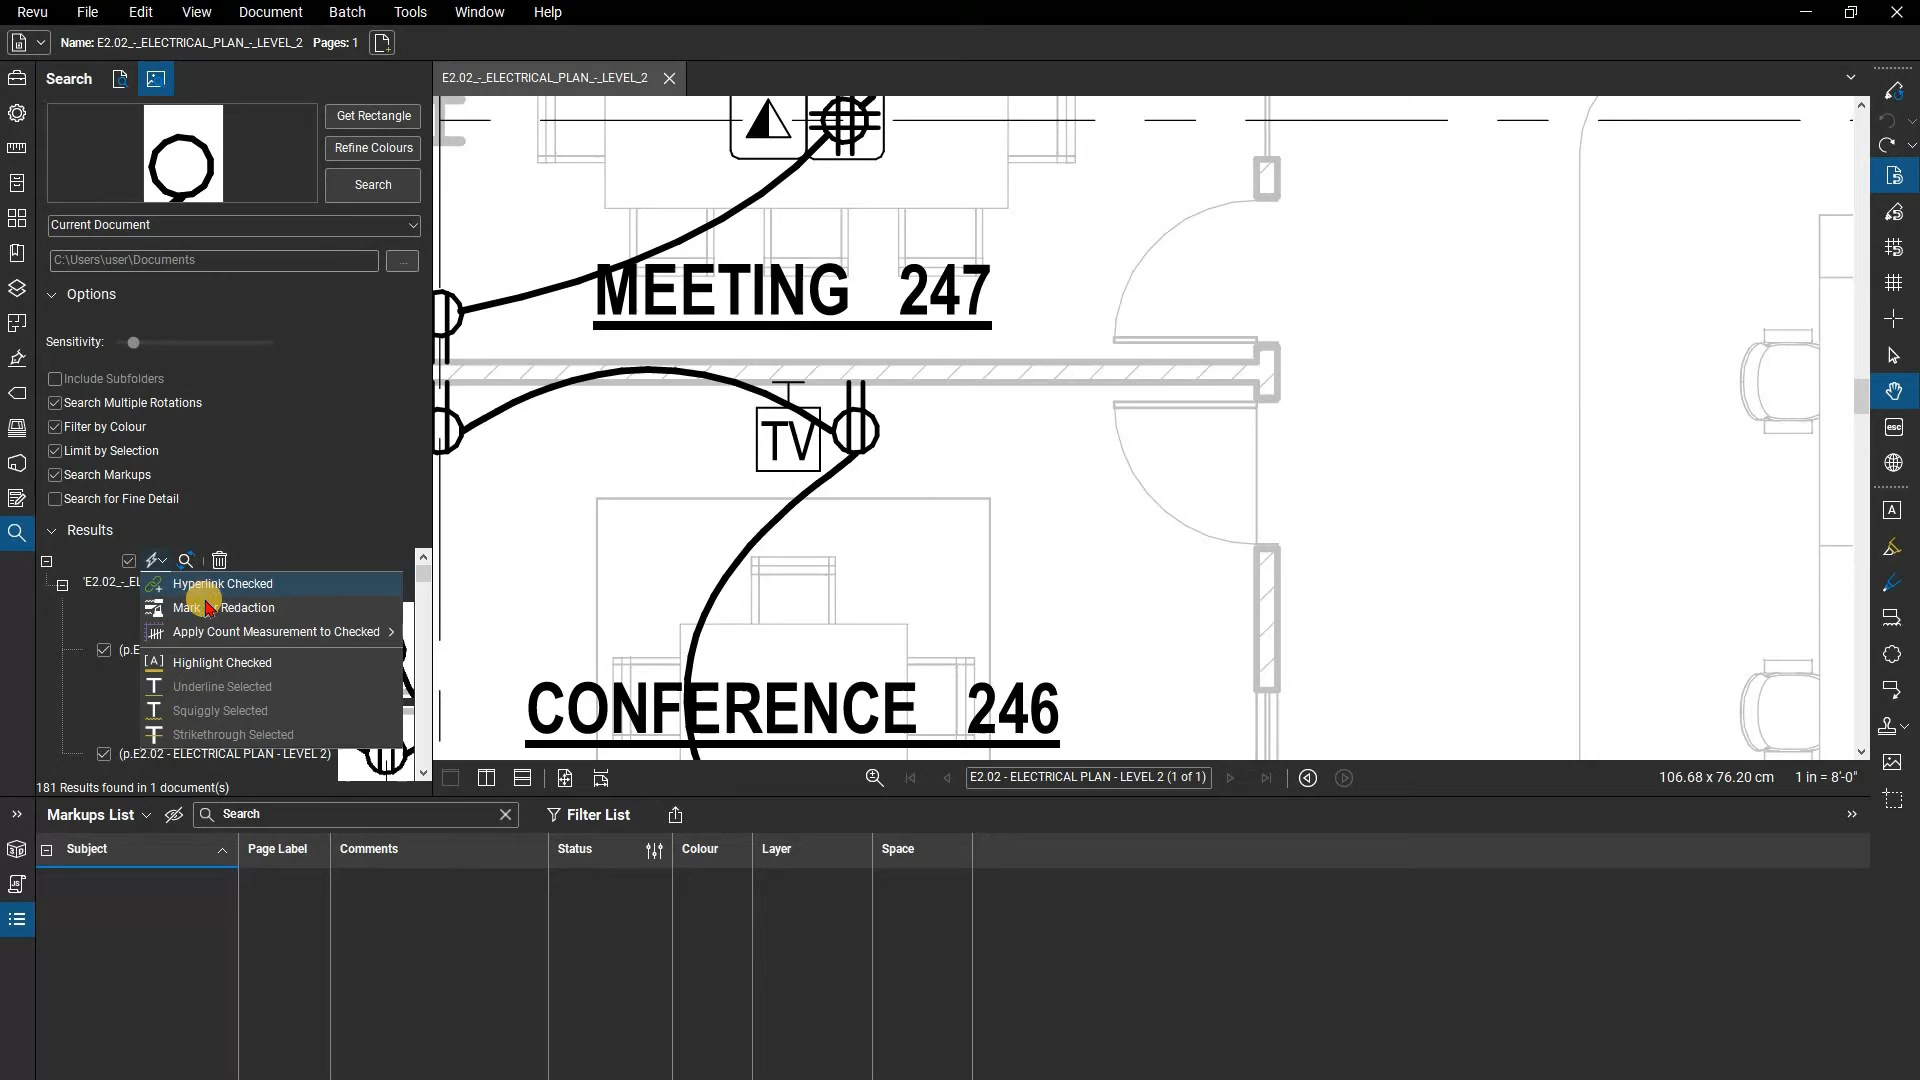 Revu File Edit View Document Batch Tools Window Help
Name: E2.02_-_ELECTRICAL_PLAN_-_LEVEL_2 Pages: 1
Search
E2.02_-_ELECTRICAL_PLAN_-_LEVEL_2
Get Rectangle
Refine Colours
Search
Current Document
C:\Users\user\Documents
...
Options
Sensitivity:
Include Subfolders
Search Multiple Rotations
Filter by Colour
Limit by Selection
Search Markups
Search for Fine Detail
Results
'E2.02_-_EL
Hyperlink Checked
Mark Redaction
Apply Count Measurement to Checked
(p.E
Highlight Checked
Underline Selected
Squiggly Selected
Strikethrough Selected
(p.E2.02 - ELECTRICAL PLAN - LEVEL 2)
181 Results found in 1 document(s)
MEETING 247
TV
CONFERENCE 246
E2.02 - ELECTRICAL PLAN - LEVEL 2 (1 of 1)
106.68 x 76.20 cm
1 in = 8'-0"
esc
Markups List
Search
Filter List
Subject Page Label Comments Status Colour Layer Space